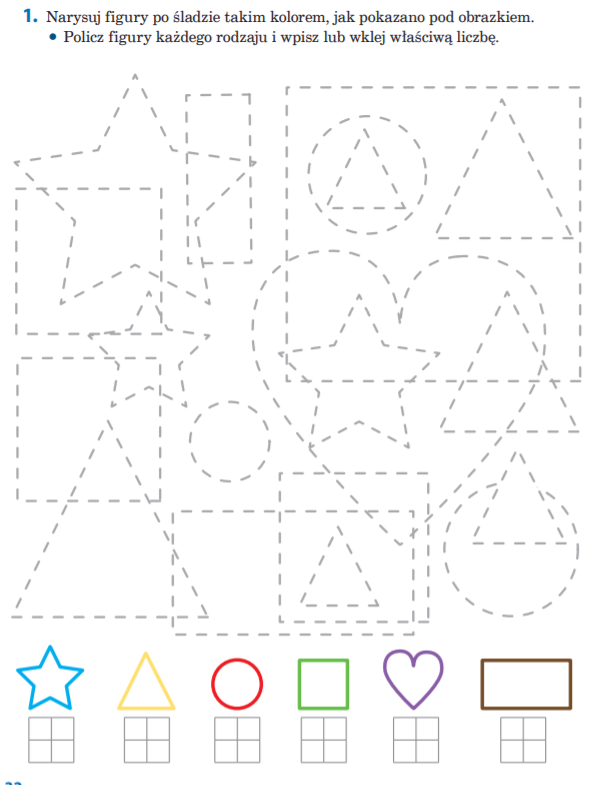 1. Narysuj figury po śladzie takim kolorem, jak pokazano pod obrazkiem.
• Policz figury każdego rodzaju i wpisz lub wklej właściwą liczbę.